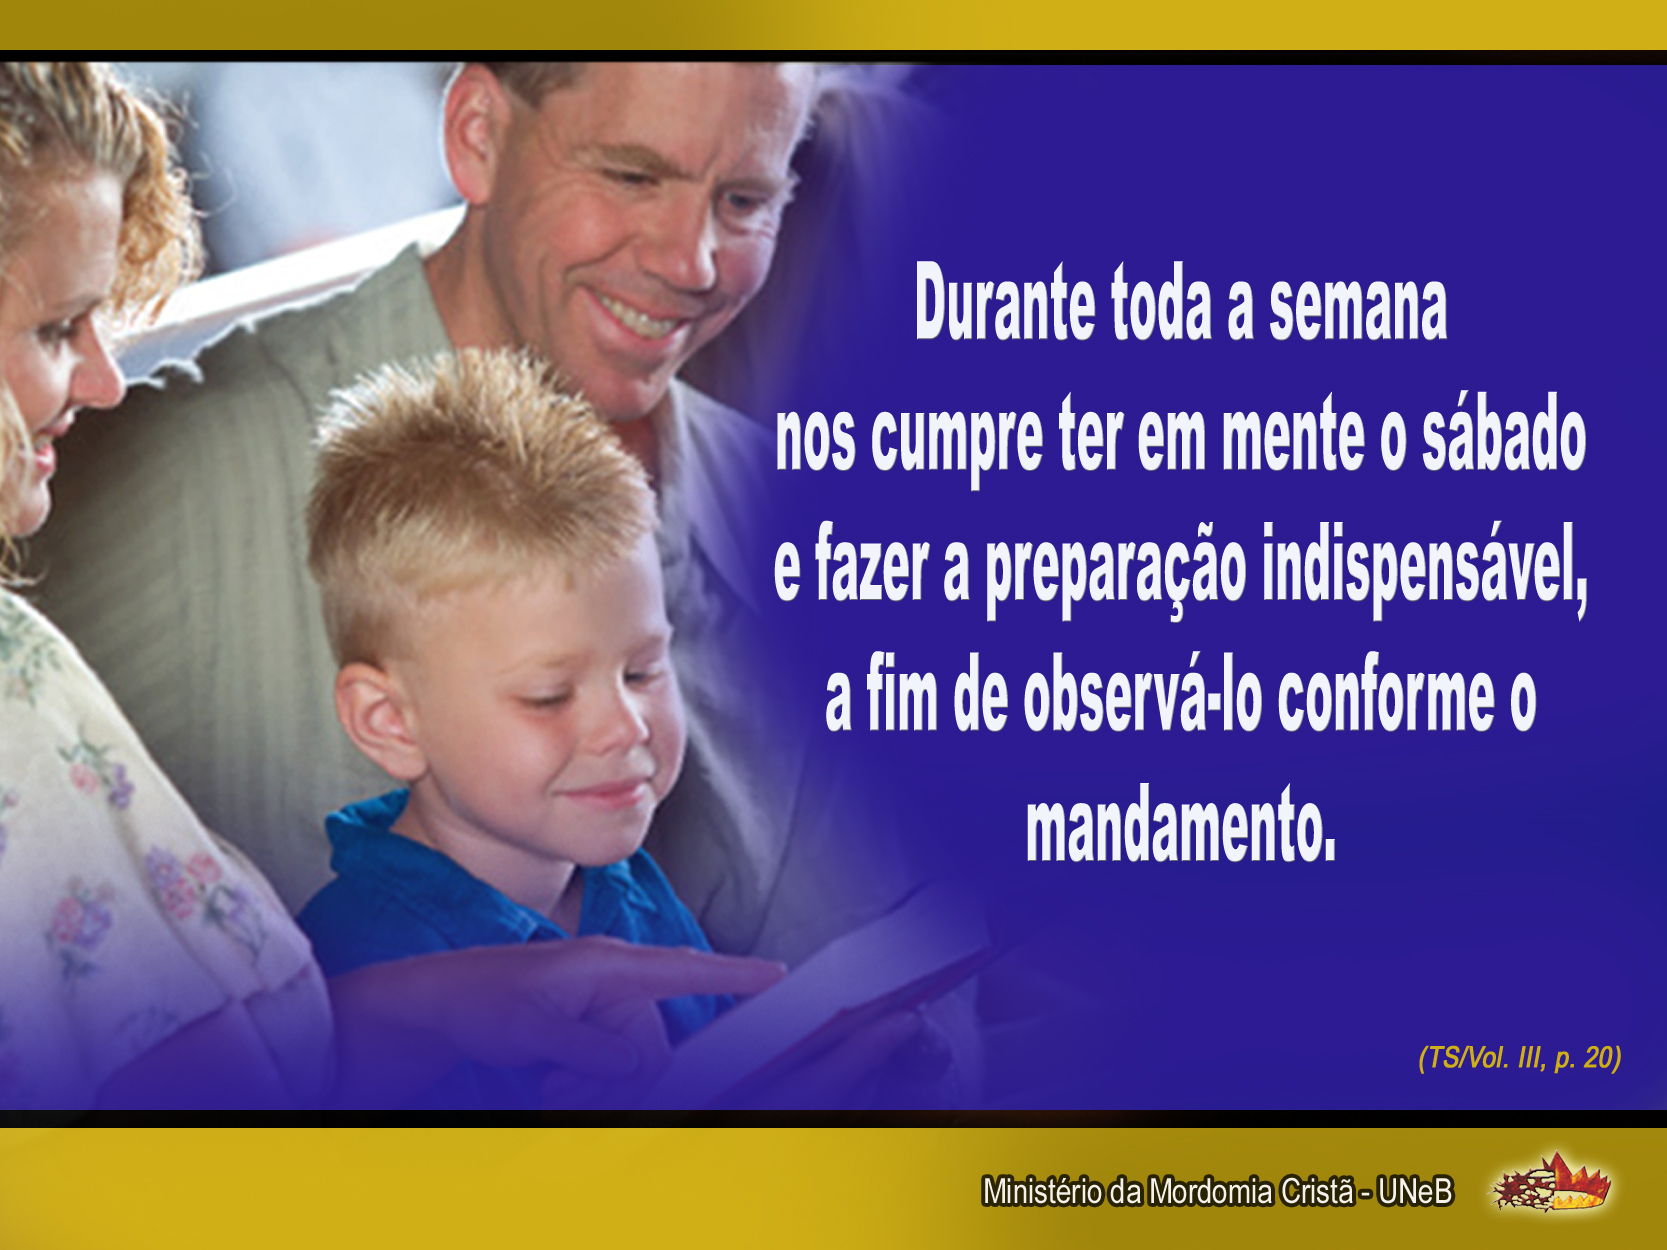 Durante toda a semana
nos cumpre ter em mente o sábado
e fazer a preparação indispensável,
a fim de observá-lo conforme o
mandamento.
(TS/Vol. III, p. 20)
Ministério da Mordomia Cristã - UNeB